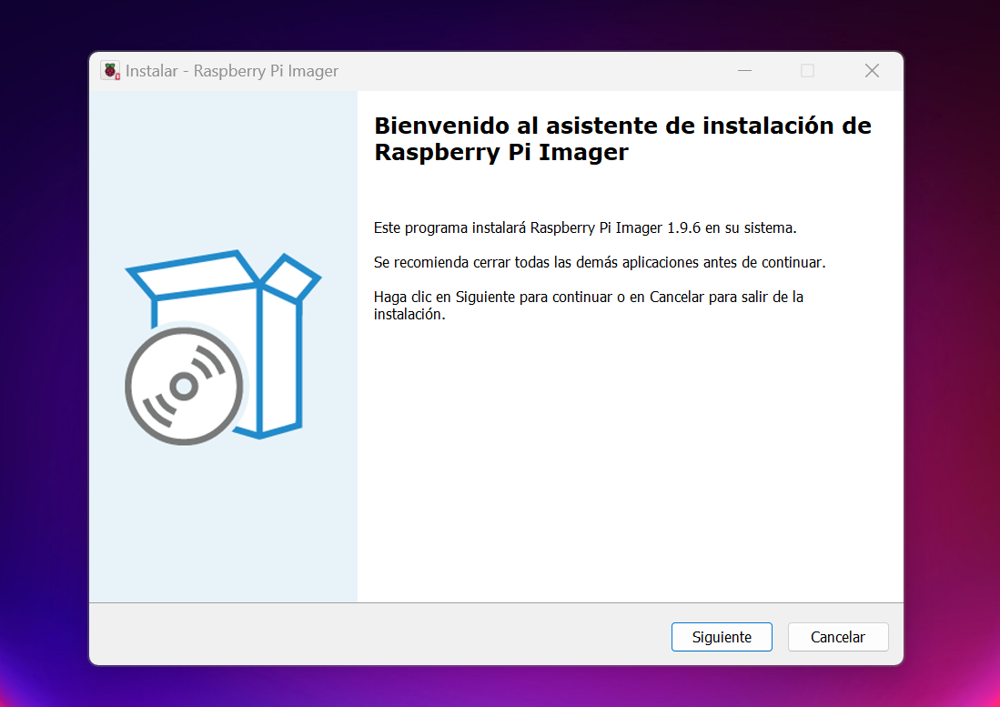 Instalar - Raspberry Pi Imager
Bienvenido al asistente de instalación de
Raspberry Pi Imager
Este programa instalará Raspberry Pi Imager 1.9.6 en su sistema.
Se recomienda cerrar todas las demás aplicaciones antes de continuar.
Haga clic en Siguiente para continuar o en Cancelar para salir de la
instalación.
Siguiente
Cancelar